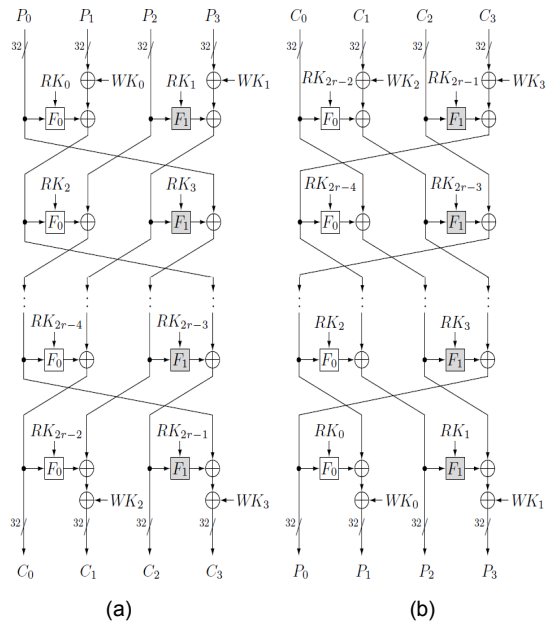 P₀ P₁ P₂ P₃ C₀ C₁ C₂ C₃
32 32 32 32 32 32 32 32
WK₀ WK₁ WK₂ WK₃
RK₀ RK₁ RK₂ᵣ₋₂ RK₂ᵣ₋₁
F₀ F₁ F₀ F₁
RK₂ RK₃ RK₂ᵣ₋₄ RK₂ᵣ₋₃
F₀ F₁ F₀ F₁
RK₂ᵣ₋₄ RK₂ᵣ₋₃ RK₂ RK₃
F₀ F₁ F₀ F₁
RK₂ᵣ₋₂ RK₂ᵣ₋₁ RK₀ RK₁
F₀ F₁ F₀ F₁
WK₂ WK₃ WK₀ WK₁
32 32 32 32 32 32 32 32
C₀ C₁ C₂ C₃ P₀ P₁ P₂ P₃
(a) (b)